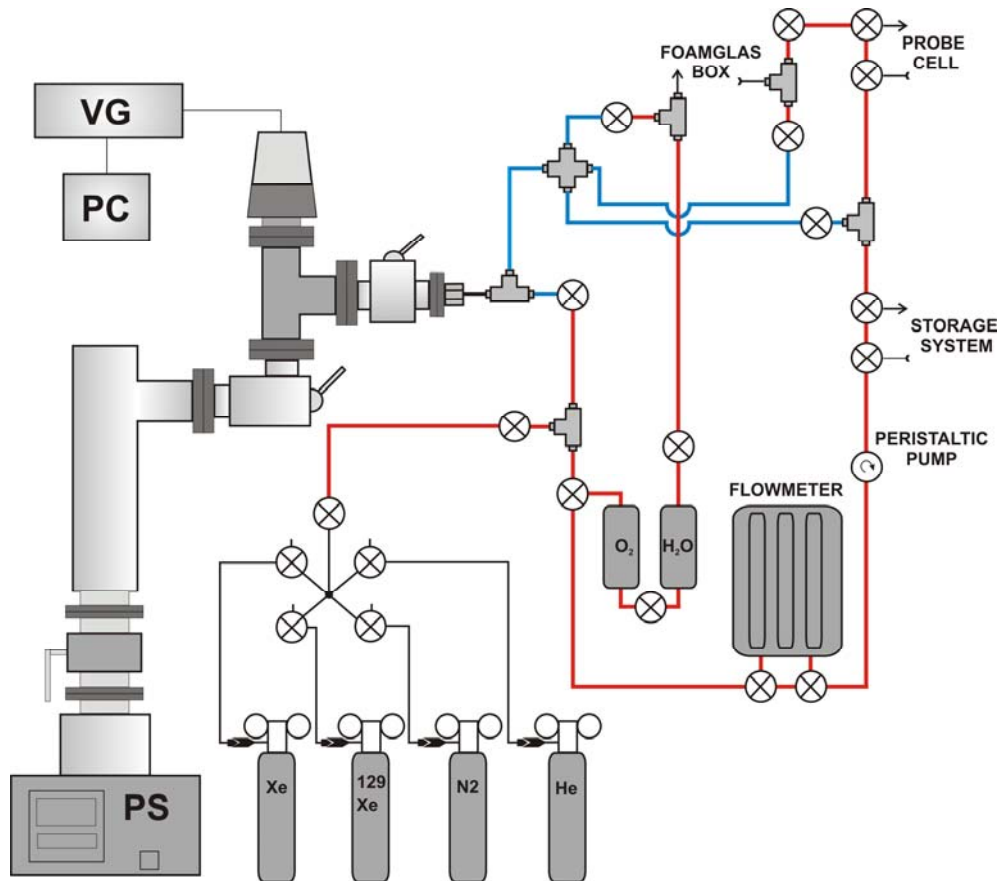 FOAMGLAS
BOX
PROBE
CELL
VG
PC
STORAGE
SYSTEM
PERISTALTIC
PUMP
FLOWMETER
O₂
H₂O
Xe
129
Xe
N2
He
PS